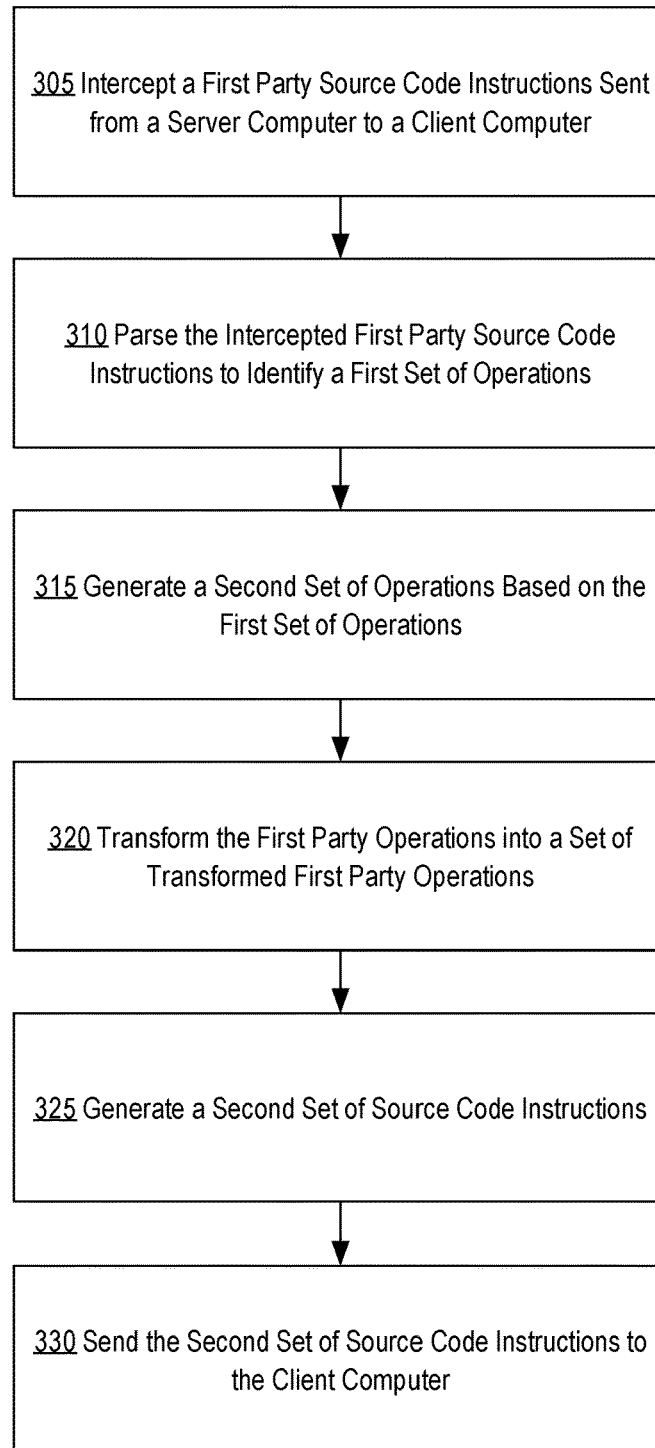 305 Intercept a First Party Source Code Instructions Sent
from a Server Computer to a Client Computer
310 Parse the Intercepted First Party Source Code
Instructions to Identify a First Set of Operations
315 Generate a Second Set of Operations Based on the
First Set of Operations
320 Transform the First Party Operations into a Set of
Transformed First Party Operations
325 Generate a Second Set of Source Code Instructions
330 Send the Second Set of Source Code Instructions to
the Client Computer